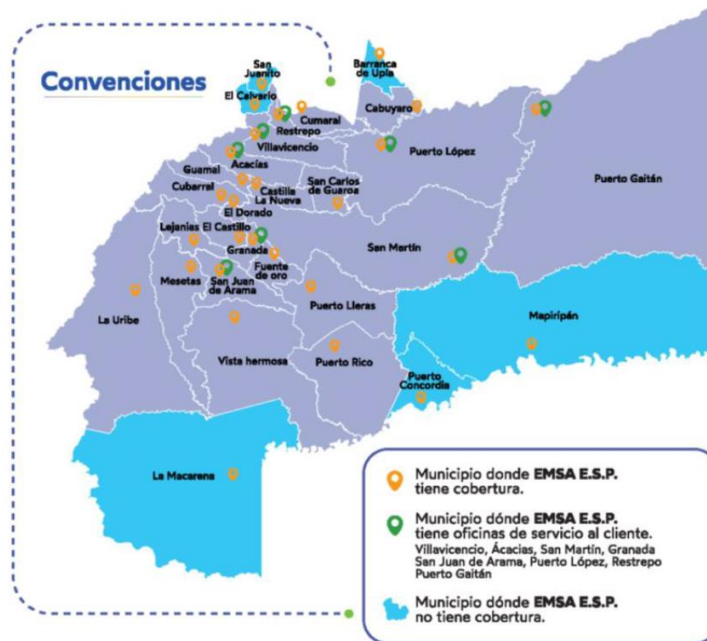 Convenciones
San
Juanito
El Calvario
Barranca
de Upía
Cabuyaro
Cumaral
Restrepo
Villavicencio
Puerto López
Acacías
Guamal
Cubarral
Castilla
La Nueva
San Carlos
de Guaroa
Puerto Gaitán
El Dorado
Lejanías
El Castillo
Granada
Fuente
de oro
San Martín
Mesetas
San Juan
de Arama
La Uribe
Puerto Lleras
Mapiripán
Vista hermosa
Puerto Rico
Puerto
Concordia
La Macarena
Municipio donde EMSA E.S.P.
tiene cobertura.
Municipio dónde EMSA E.S.P.
tiene oficinas de servicio al cliente.
Villavicencio, Ácacias, San Martín, Granada
San Juan de Arama, Puerto López, Restrepo
Puerto Gaitán
Municipio dónde EMSA E.S.P.
no tiene cobertura.